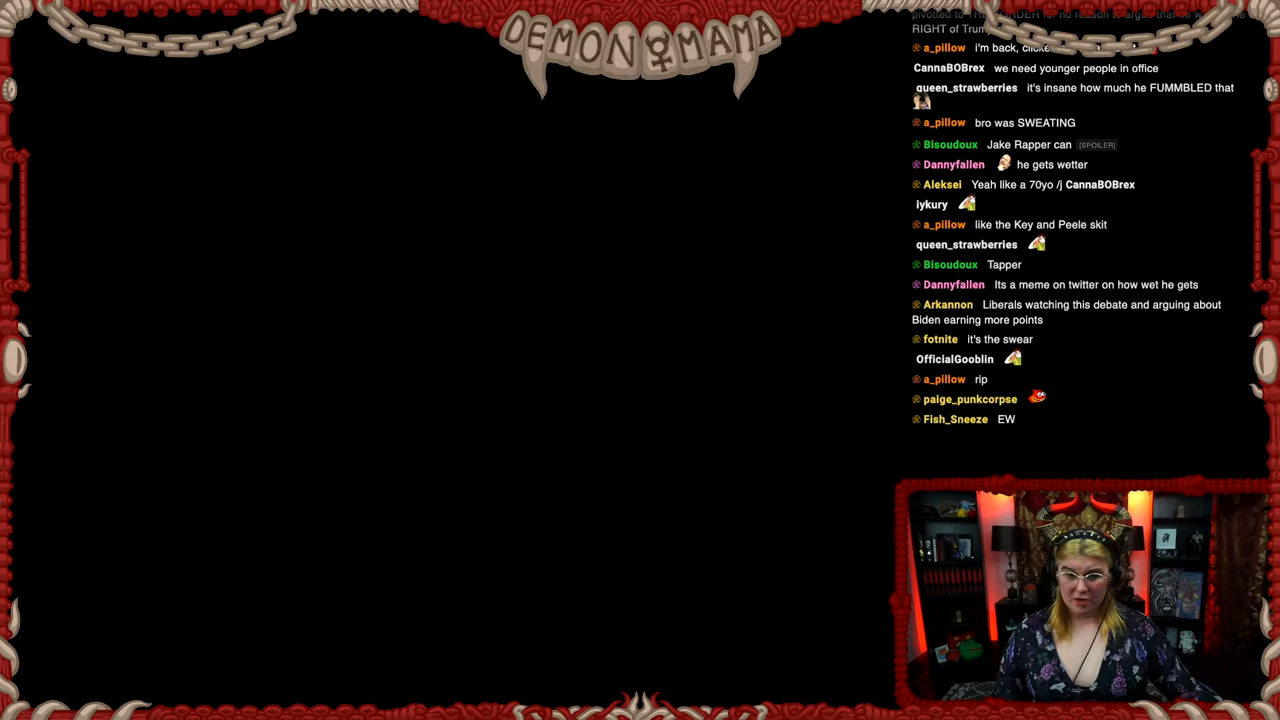 DEMON MAMA
RIGHT of Trum
a_pillow i'm back, clicke
CannaBOBrex we need younger people in office
queen_strawberries it's insane how much he FUMMBLED that
a_pillow bro was SWEATING
Bisoudoux Jake Rapper can [SPOILER]
Dannyfallen he gets wetter
Aleksei Yeah like a 70yo /j CannaBOBrex
iykury
a_pillow like the Key and Peele skit
queen_strawberries
Bisoudoux Tapper
Dannyfallen Its a meme on twitter on how wet he gets
Arkannon Liberals watching this debate and arguing about
Biden earning more points
fotnite it's the swear
OfficialGooblin
a_pillow rip
paige_punkcorpse
Fish_Sneeze EW